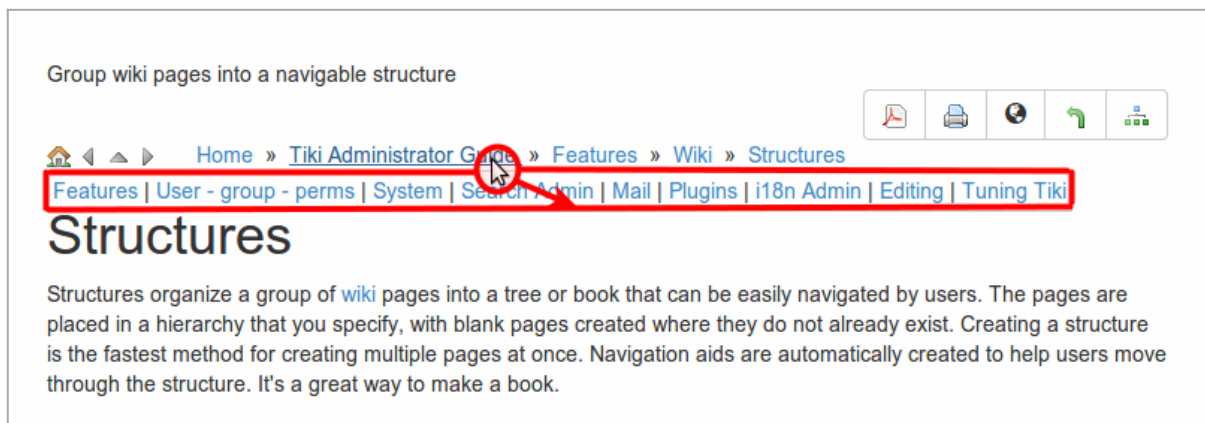 Group wiki pages into a navigable structure
Home » Tiki Administrator Guide » Features » Wiki » Structures
Features | User - group - perms | System | Search Admin | Mail | Plugins | i18n Admin | Editing | Tuning Tiki
Structures
Structures organize a group of wiki pages into a tree or book that can be easily navigated by users. The pages are
placed in a hierarchy that you specify, with blank pages created where they do not already exist. Creating a structure
is the fastest method for creating multiple pages at once. Navigation aids are automatically created to help users move
through the structure. It's a great way to make a book.